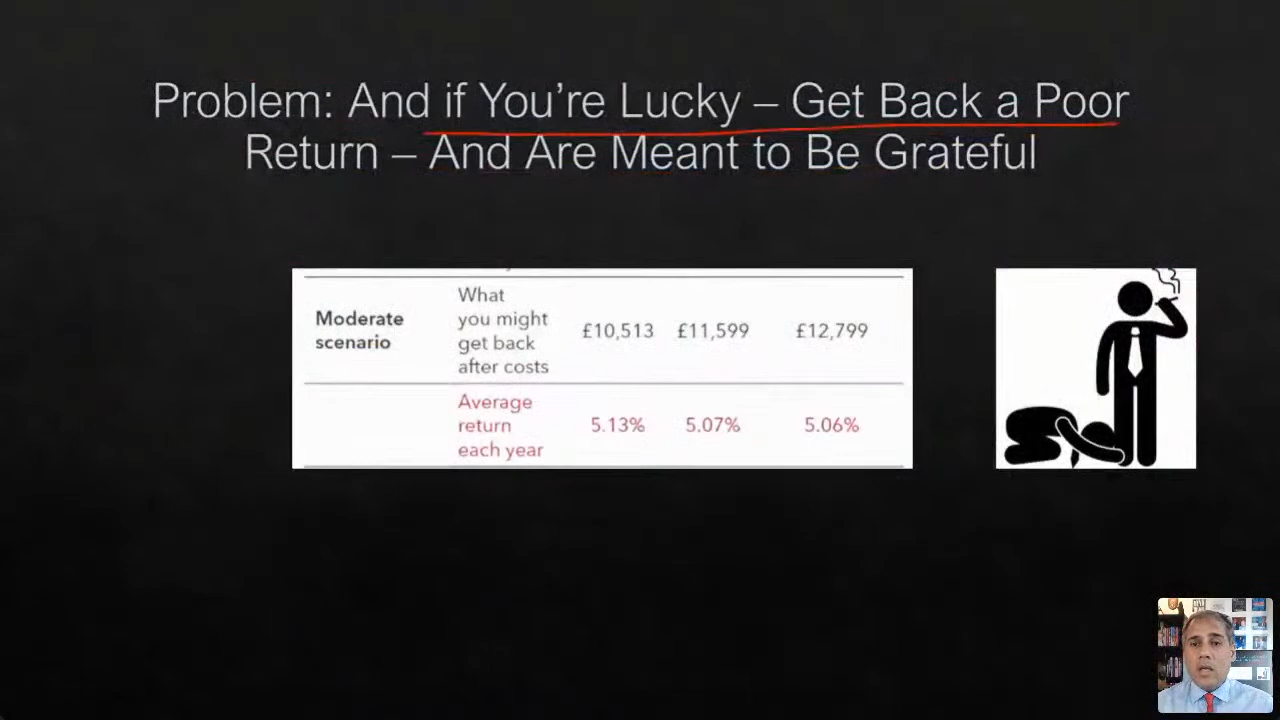 Problem: And if You're Lucky – Get Back a Poor
Return – And Are Meant to Be Grateful
Moderate
scenario
What
you might
get back
after costs
£10,513 £11,599 £12,799
Average
return
each year
5.13% 5.07% 5.06%